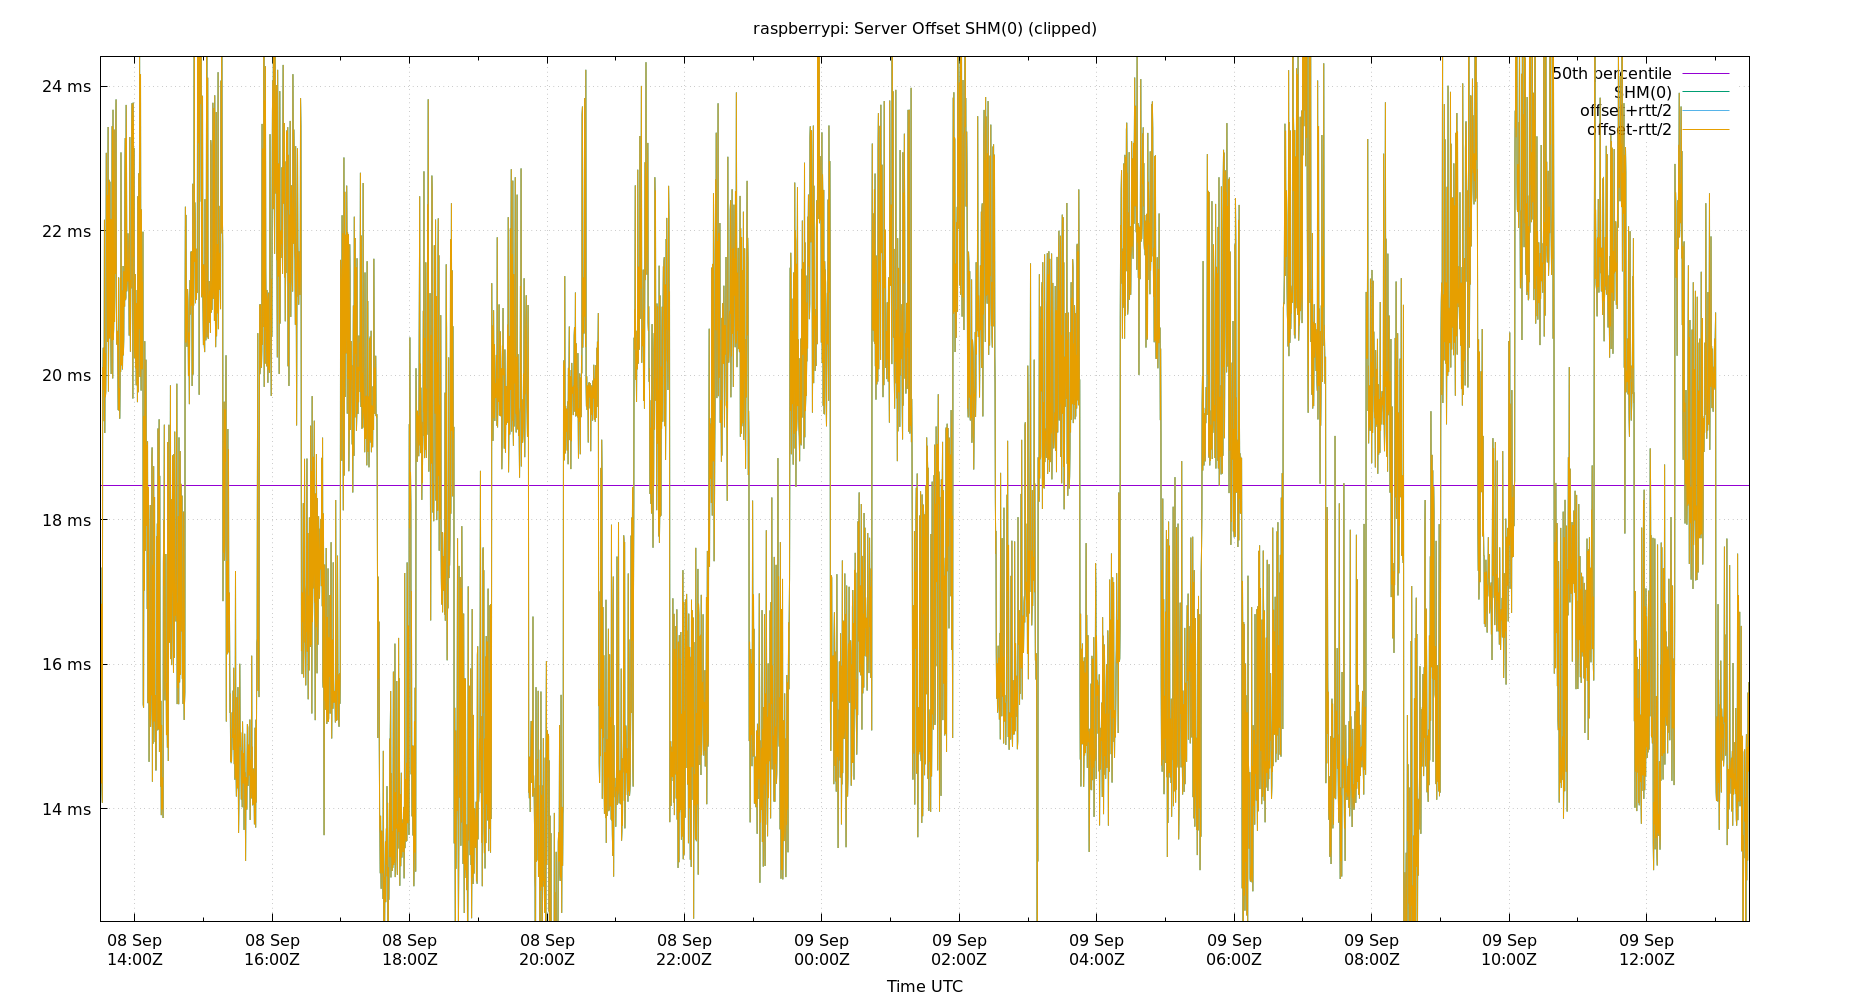 raspberrypi: Server Offset SHM(0) (clipped)
50th percentile
SHM(0)
offset+rtt/2
offset-rtt/2
24 ms
22 ms
20 ms
18 ms
16 ms
14 ms
08 Sep 08 Sep 08 Sep 08 Sep 08 Sep 09 Sep 09 Sep 09 Sep 09 Sep 09 Sep 09 Sep 09 Sep
14:00Z 16:00Z 18:00Z 20:00Z 22:00Z 00:00Z 02:00Z 04:00Z 06:00Z 08:00Z 10:00Z 12:00Z
Time UTC